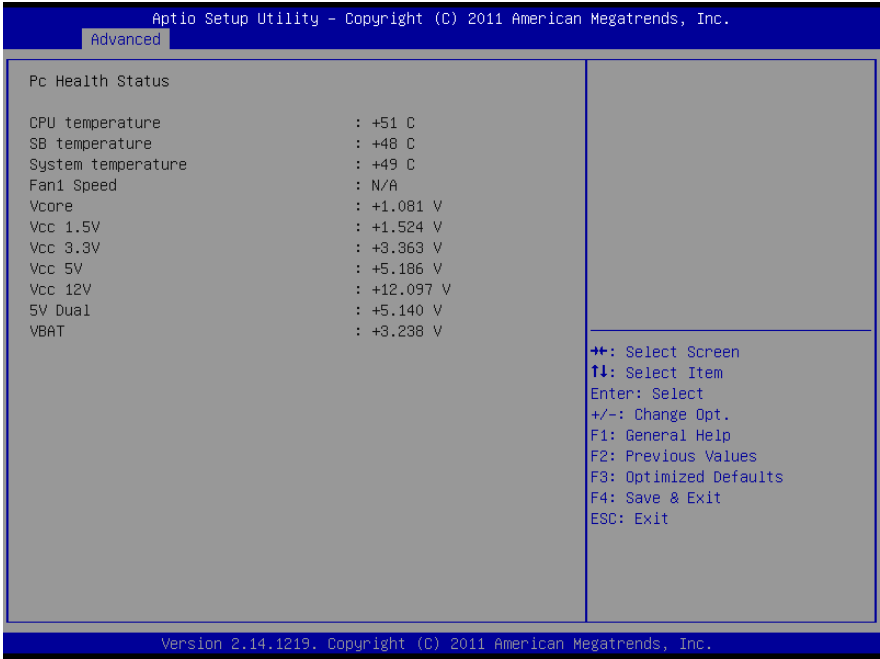 Aptio Setup Utility – Copyright (C) 2011 American Megatrends, Inc.
Advanced
Pc Health Status
CPU temperature : +51 C
SB temperature : +48 C
System temperature : +49 C
Fan1 Speed : N/A
Vcore : +1.081 V
Vcc 1.5V : +1.524 V
Vcc 3.3V : +3.363 V
Vcc 5V : +5.186 V
Vcc 12V : +12.097 V
5V Dual : +5.140 V
VBAT : +3.238 V
→←: Select Screen
↑↓: Select Item
Enter: Select
+/-: Change Opt.
F1: General Help
F2: Previous Values
F3: Optimized Defaults
F4: Save & Exit
ESC: Exit
Version 2.14.1219. Copyright (C) 2011 American Megatrends, Inc.